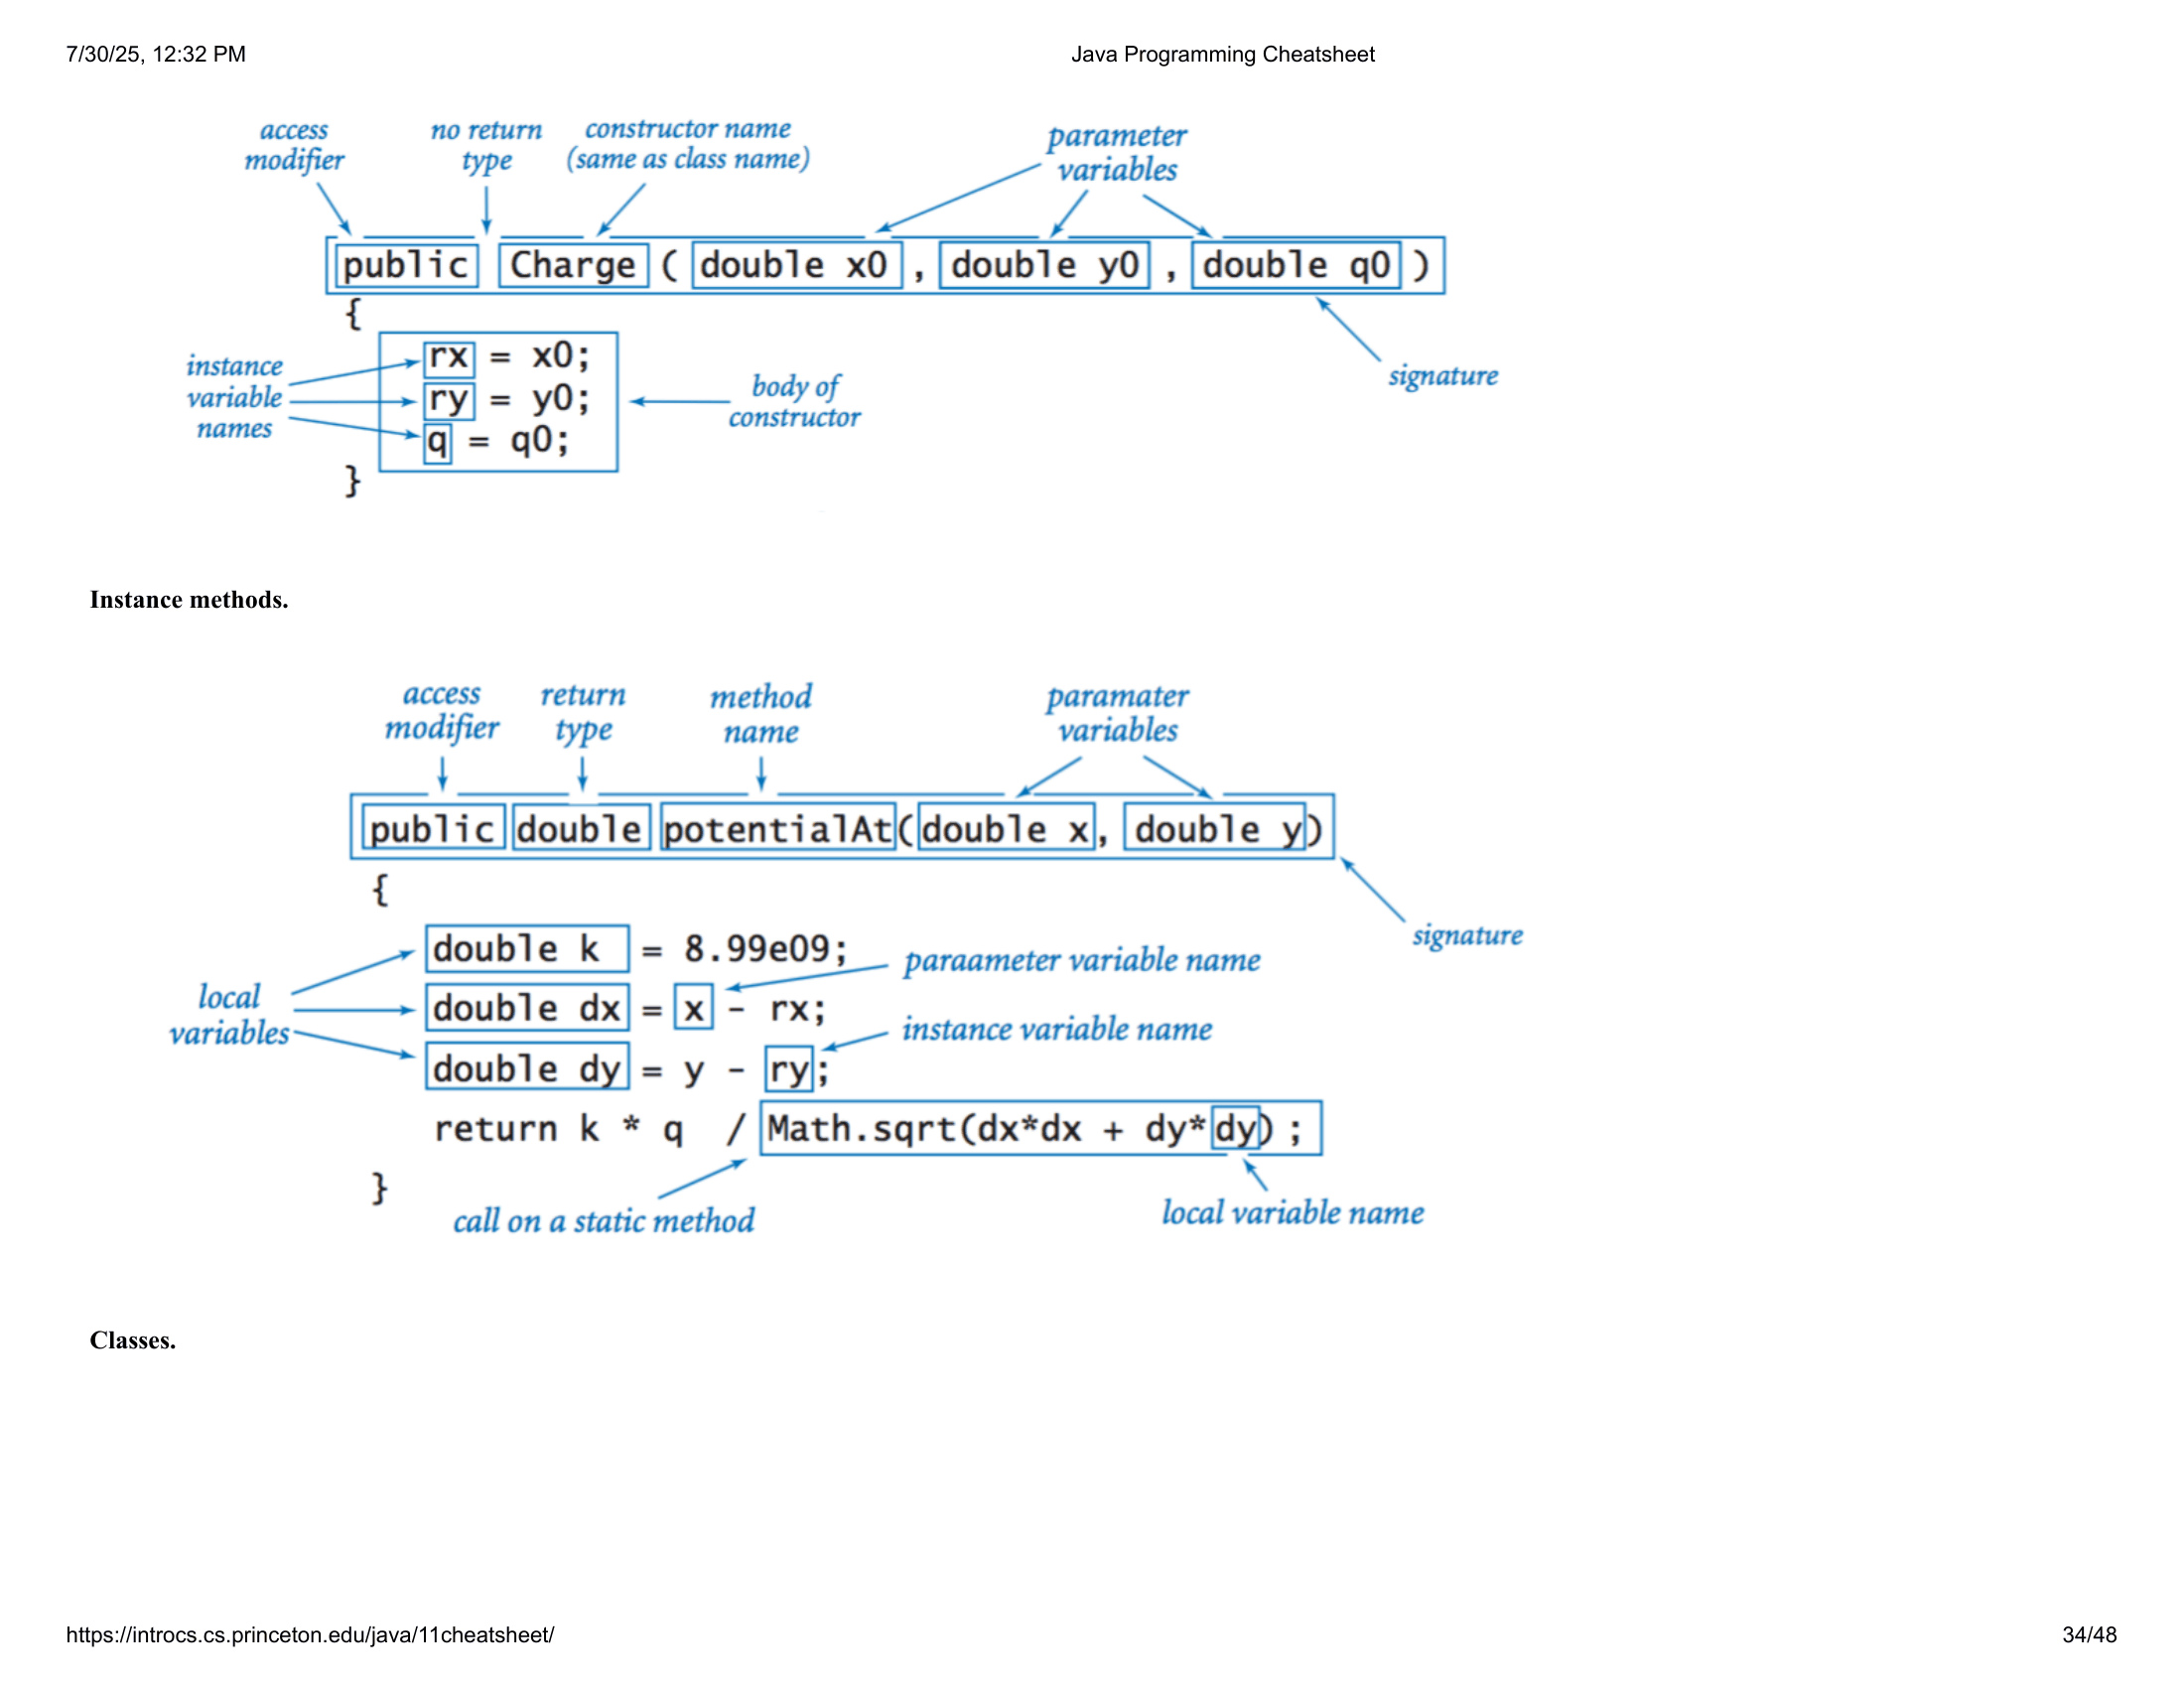 7/30/25, 12:32 PM
Java Programming Cheatsheet
access modifier
no return type
constructor name (same as class name)
parameter variables
public Charge ( double x0 , double y0 , double q0 )
{
signature
instance variable names
rx = x0;
ry = y0;
q = q0;
body of constructor
}
Instance methods.
access modifier
return type
method name
paramater variables
public double potentialAt(double x, double y)
{
signature
local variables
double k = 8.99e09;
paraameter variable name
double dx = x - rx;
instance variable name
double dy = y - ry;
return k * q / Math.sqrt(dx*dx + dy*dy) ;
}
call on a static method
local variable name
Classes.
https://introcs.cs.princeton.edu/java/11cheatsheet/
34/48